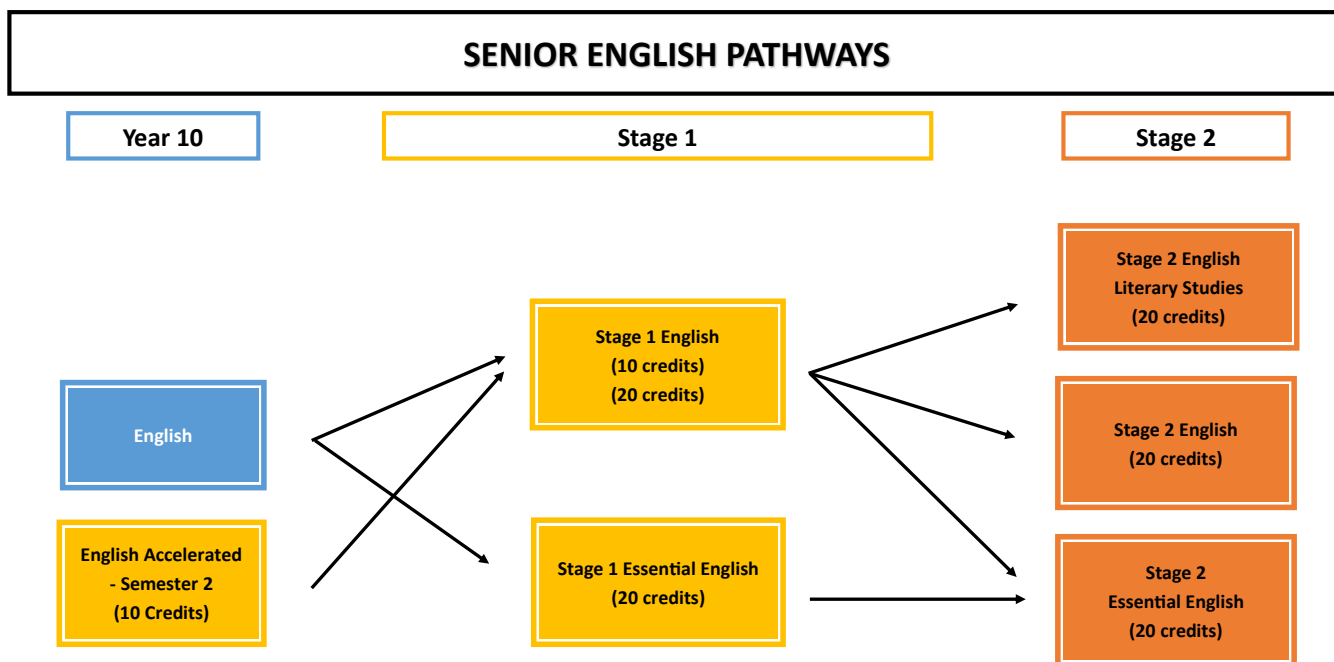 SENIOR ENGLISH PATHWAYS
Year 10
Stage 1
Stage 2
English
English Accelerated
- Semester 2
(10 Credits)
Stage 1 English
(10 credits)
(20 credits)
Stage 1 Essential English
(20 credits)
Stage 2 English
Literary Studies
(20 credits)
Stage 2 English
(20 credits)
Stage 2
Essential English
(20 credits)